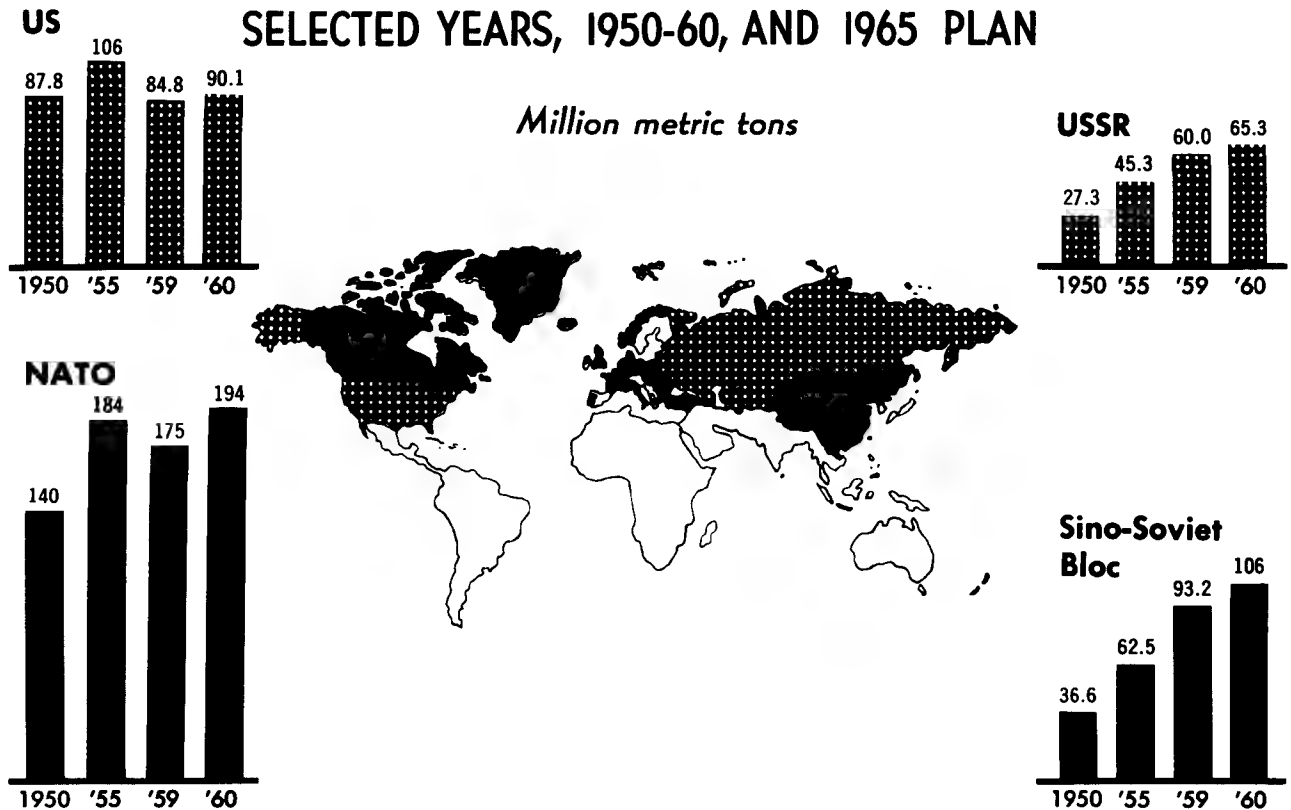 US
SELECTED YEARS, 1950-60, AND 1965 PLAN
Million metric tons
87.8
106
84.8
90.1
1950 '55 '59 '60
USSR
27.3
45.3
60.0
65.3
1950 '55 '59 '60
NATO
140
184
175
194
1950 '55 '59 '60
Sino-Soviet
Bloc
36.6
62.5
93.2
106
1950 '55 '59 '60